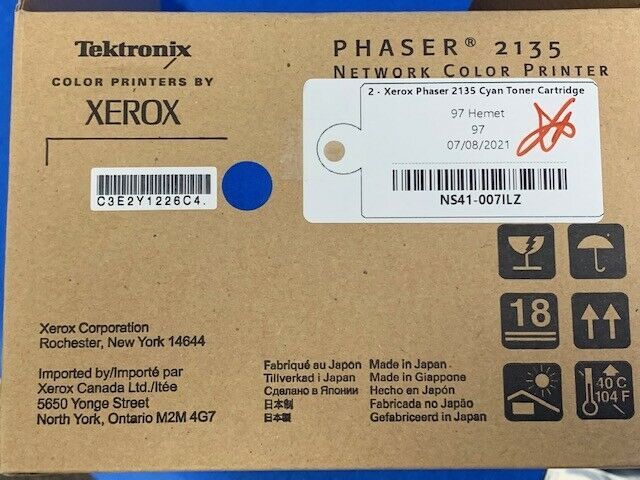 Tektronix
COLOR PRINTERS BY
XEROX
PHASER® 2135
NETWORK COLOR PRINTER
2 - Xerox Phaser 2135 Cyan Toner Cartridge
97 Hemet
97
07/08/2021
NS41-007ILZ
C3E2Y1226C4.
18
40 C
104 F
Xerox Corporation
Rochester, New York 14644
Imported by/Importé par
Xerox Canada Ltd./ltée
5650 Yonge Street
North York, Ontario M2M 4G7
Fabriqué au Japon
Tillverkad i Japan
Сделано в Японии
日本制
日本製
Made in Japan
Made in Giappone
Hecho en Japón
Fabricada no Japão
Gefabriceerd in Japan